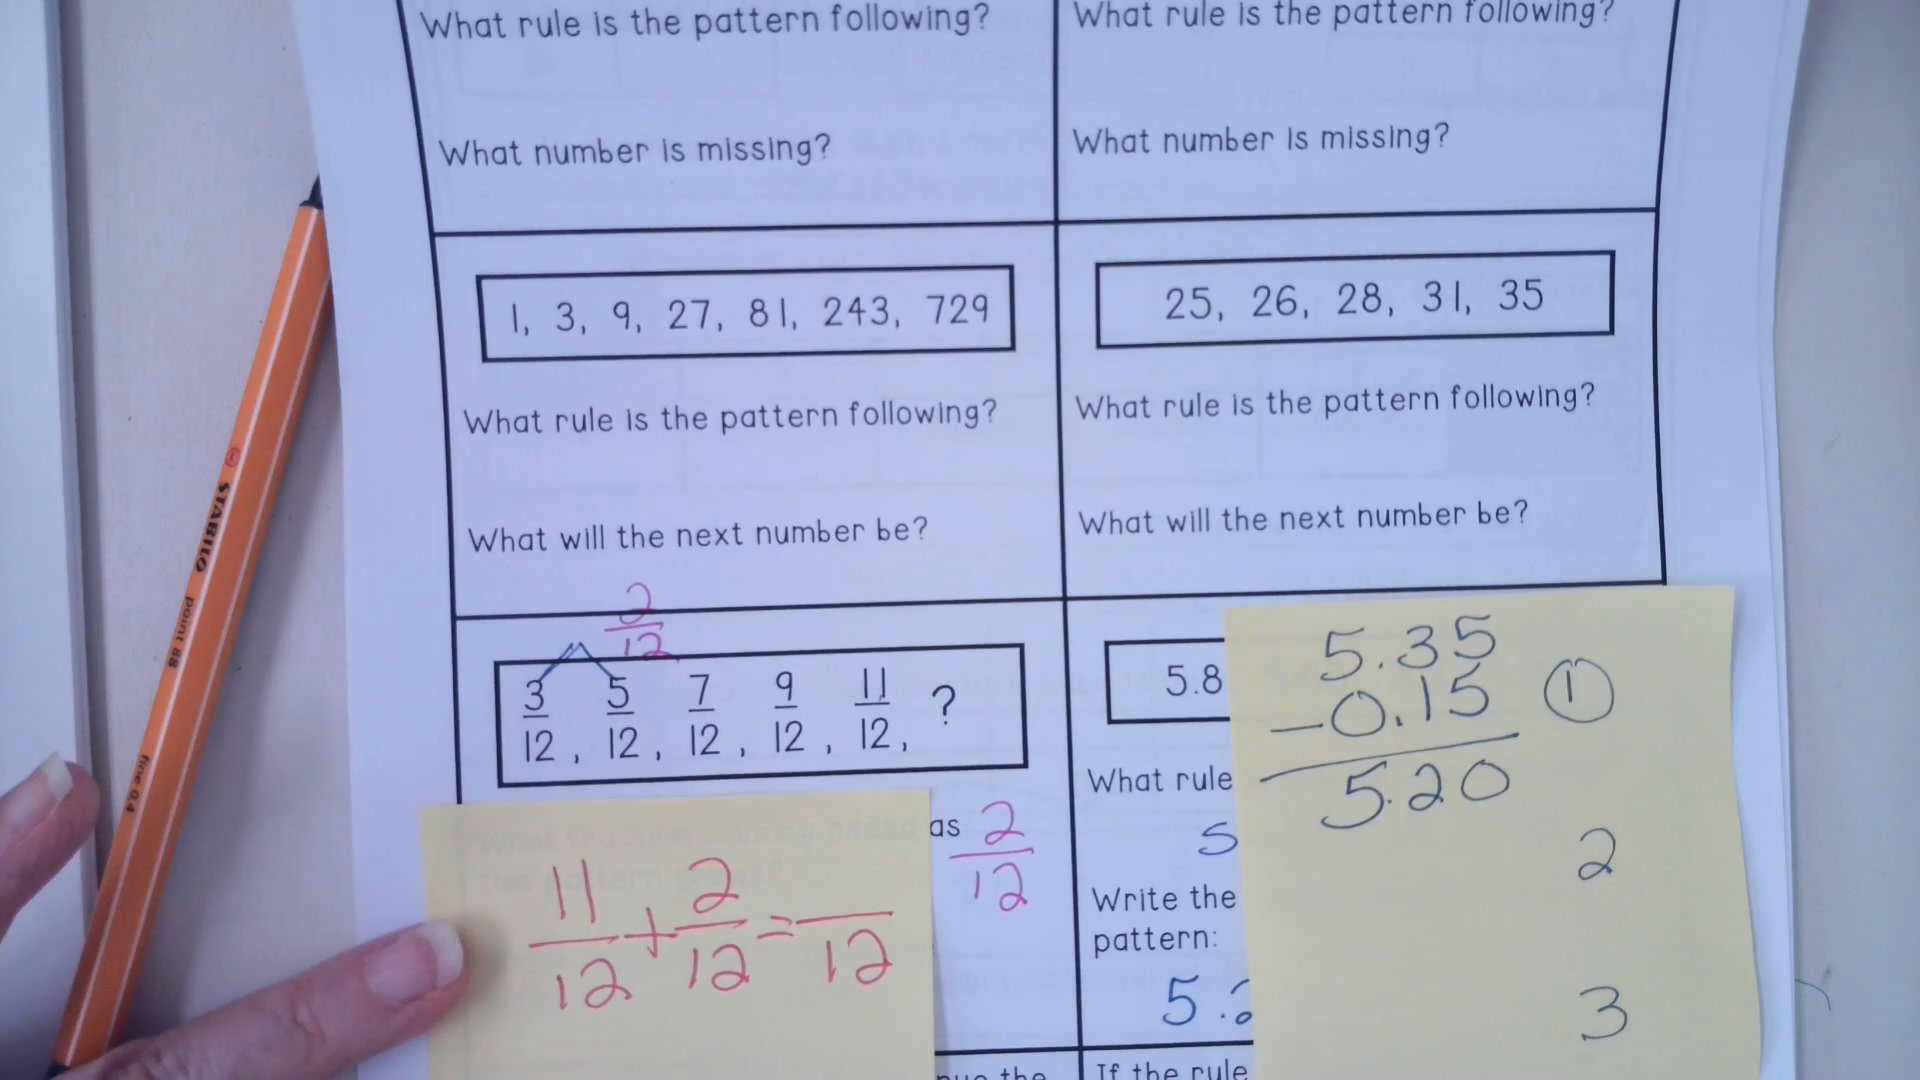 What rule is the pattern following?
What number is missing?
What rule is the pattern following?
What number is missing?
1, 3, 9, 27, 81, 243, 729
What rule is the pattern following?
What will the next number be?
25, 26, 28, 31, 35
What rule is the pattern following?
What will the next number be?
2/12
3/12, 5/12, 7/12, 9/12, 11/12, ?
as 2/12
11/12 + 2/12 = /12
5.8
What rule
S
Write the
pattern:
5.2
If the rule
the
5.35
-0.15
5.20
1
2
3
STABILO point 88 fine 0,4